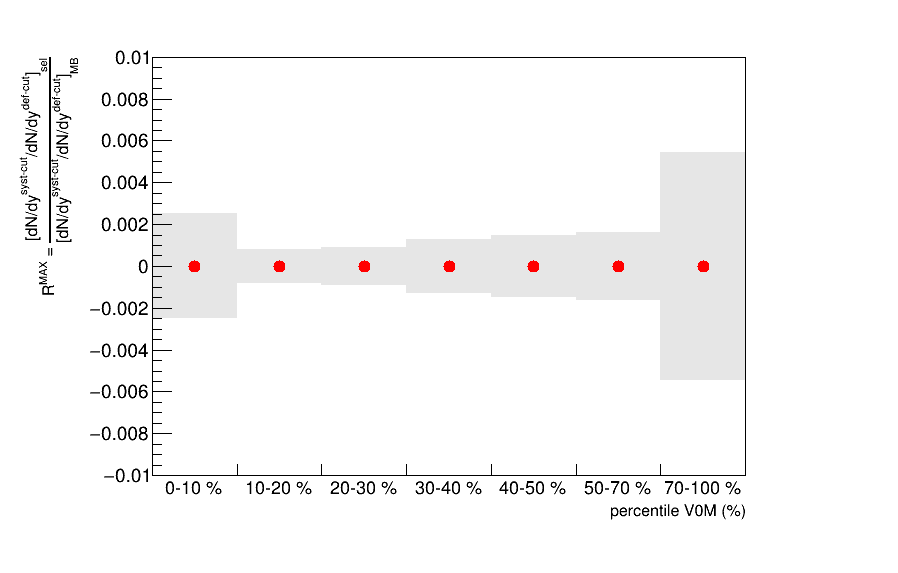 R^MAX = [dN/dy^syst-cut/dN/dy^def-cut]_sel
[dN/dy^syst-cut/dN/dy^def-cut]_MB
0.01
0.008
0.006
0.004
0.002
0
−0.002
−0.004
−0.006
−0.008
−0.01
0-10 % 10-20 % 20-30 % 30-40 % 40-50 % 50-70 % 70-100 %
percentile V0M (%)